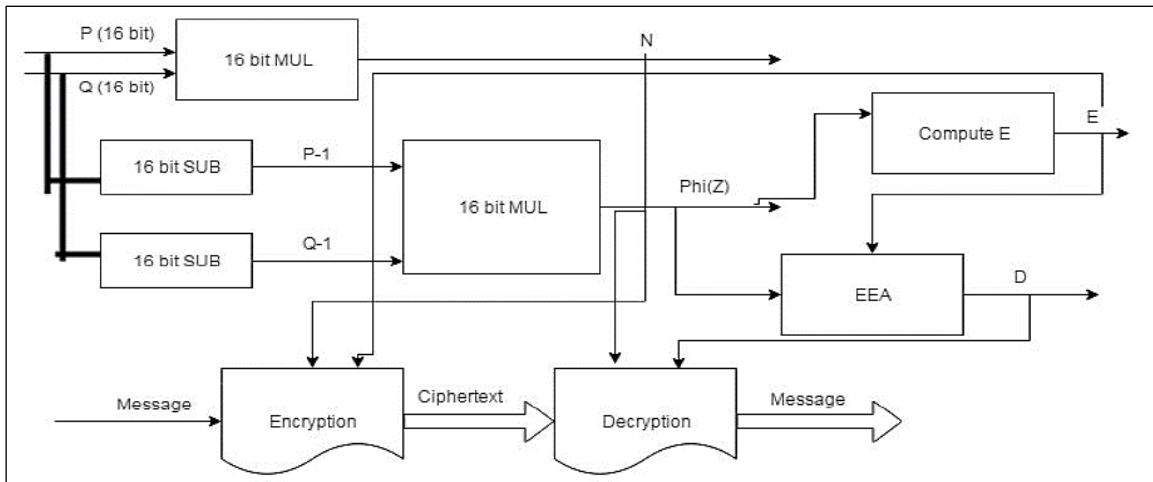 P (16 bit)
N
16 bit MUL
Q (16 bit)
E
Compute E
16 bit SUB
P-1
Phi(Z)
16 bit MUL
16 bit SUB
Q-1
EEA
D
Message
Encryption
Ciphertext
Decryption
Message